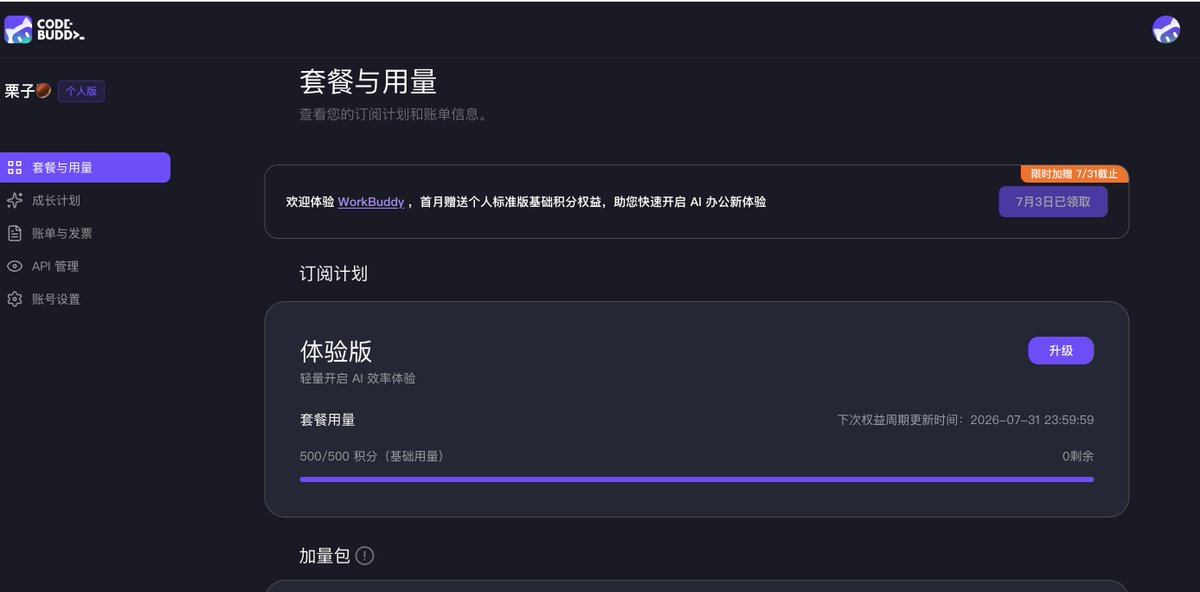 CODE-
BUDD>_
栗子 个人版
套餐与用量
成长计划
账单与发票
API 管理
账号设置
套餐与用量
查看您的订阅计划和账单信息。
限时加赠 7/31截止
欢迎体验 WorkBuddy ，首月赠送个人标准版基础积分权益，助您快速开启 AI 办公新体验
7月3日已领取
订阅计划
体验版
升级
轻量开启 AI 效率体验
套餐用量
下次权益周期更新时间：2026-07-31 23:59:59
500/500 积分（基础用量）
0剩余
加量包